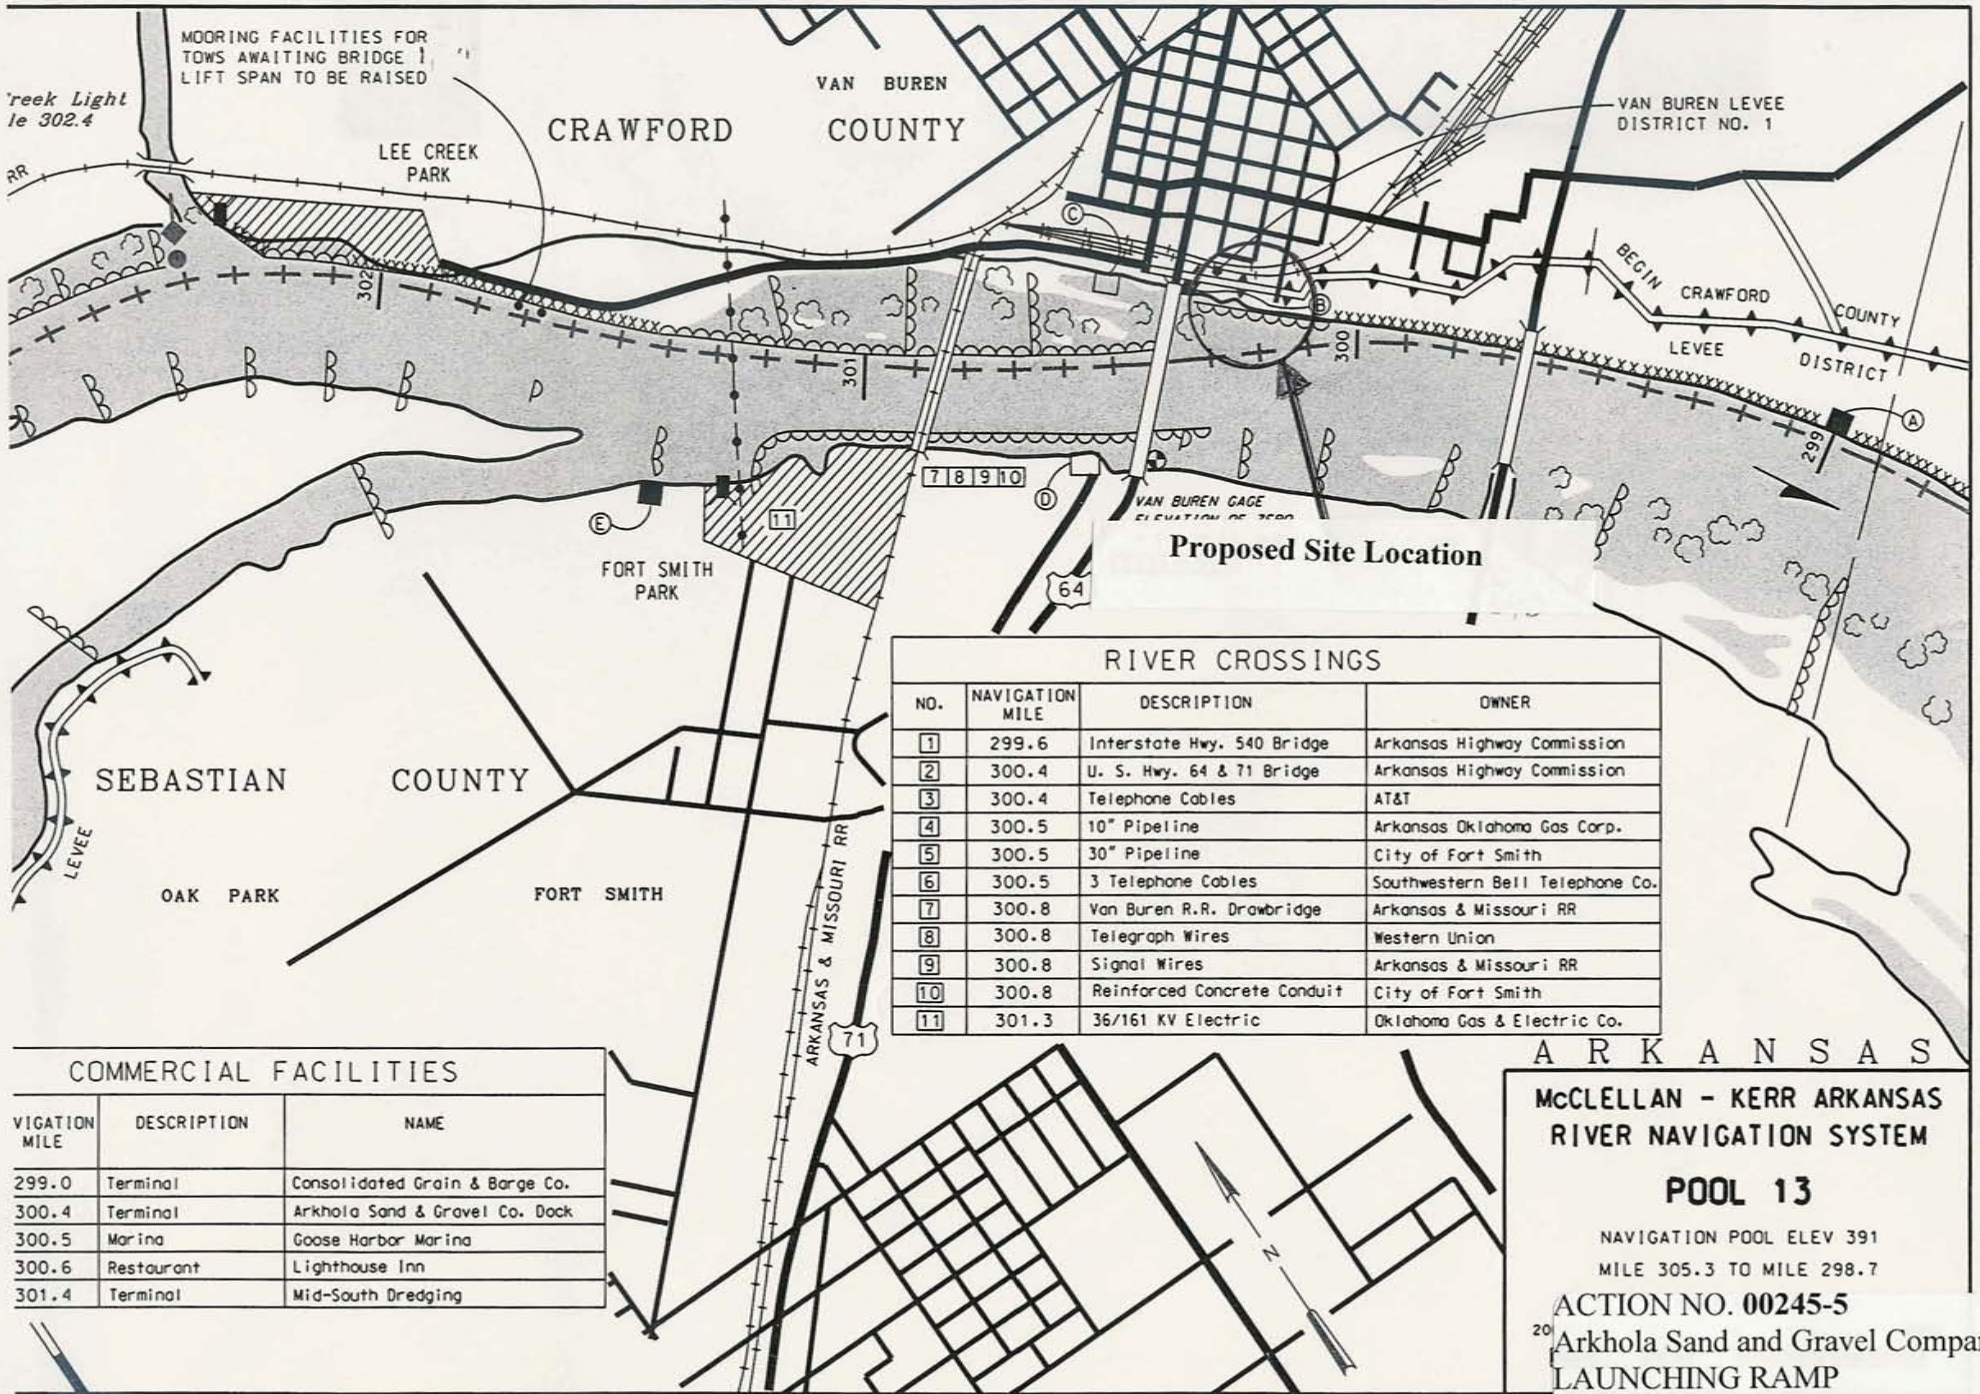 MOORING FACILITIES FOR
TOWS AWAITING BRIDGE
LIFT SPAN TO BE RAISED
reek Light
le 302.4
RR
LEE CREEK
PARK
CRAWFORD COUNTY
VAN BUREN
VAN BUREN LEVEE
DISTRICT NO. 1
C
B
BEGIN CRAWFORD COUNTY
LEVEE DISTRICT
302
301
300
299
A
7 8 9 10
11
D
E
VAN BUREN GAGE
ELEVATION OF ZERO
Proposed Site Location
FORT SMITH
PARK
64
SEBASTIAN COUNTY
LEVEE
OAK PARK
FORT SMITH
ARKANSAS & MISSOURI RR
71
RIVER CROSSINGS
NO. NAVIGATION MILE DESCRIPTION OWNER
1 299.6 Interstate Hwy. 540 Bridge Arkansas Highway Commission
2 300.4 U. S. Hwy. 64 & 71 Bridge Arkansas Highway Commission
3 300.4 Telephone Cables AT&T
4 300.5 10" Pipeline Arkansas Oklahoma Gas Corp.
5 300.5 30" Pipeline City of Fort Smith
6 300.5 3 Telephone Cables Southwestern Bell Telephone Co.
7 300.8 Van Buren R.R. Drawbridge Arkansas & Missouri RR
8 300.8 Telegraph Wires Western Union
9 300.8 Signal Wires Arkansas & Missouri RR
10 300.8 Reinforced Concrete Conduit City of Fort Smith
11 301.3 36/161 KV Electric Oklahoma Gas & Electric Co.
COMMERCIAL FACILITIES
VIGATION MILE DESCRIPTION NAME
299.0 Terminal Consolidated Grain & Barge Co.
300.4 Terminal Arkhola Sand & Gravel Co. Dock
300.5 Marina Goose Harbor Marina
300.6 Restaurant Lighthouse Inn
301.4 Terminal Mid-South Dredging
N
ARKANSAS
McCLELLAN - KERR ARKANSAS
RIVER NAVIGATION SYSTEM
POOL 13
NAVIGATION POOL ELEV 391
MILE 305.3 TO MILE 298.7
ACTION NO. 00245-5
20
Arkhola Sand and Gravel Compa
LAUNCHING RAMP